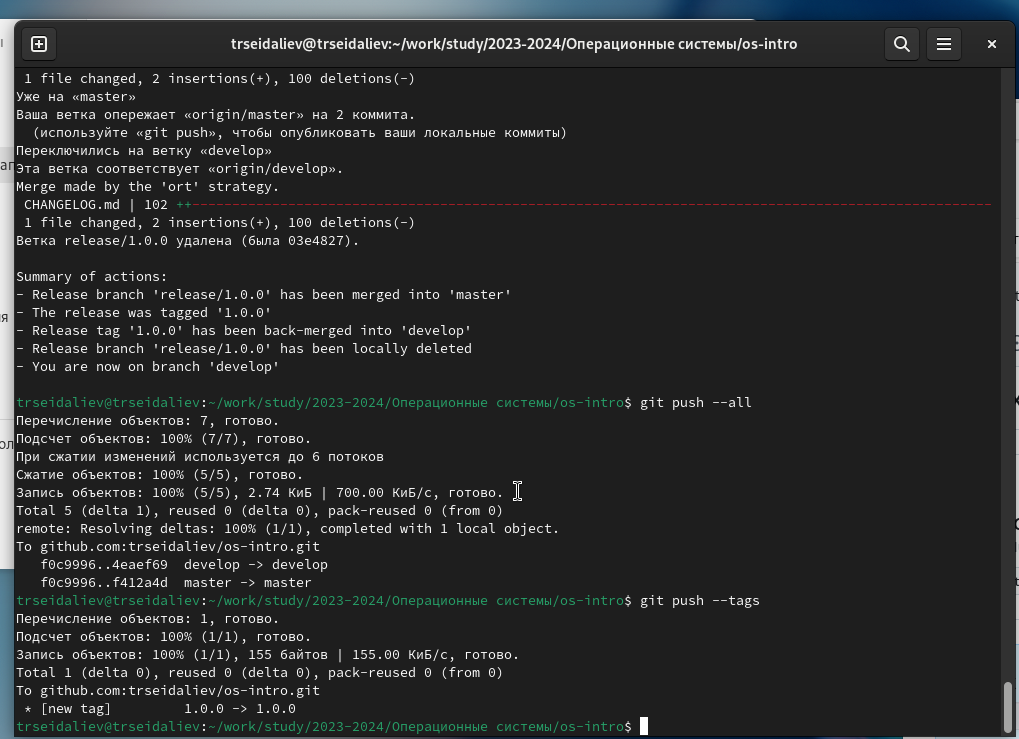 trseidaliev@trseidaliev:~/work/study/2023-2024/Операционные системы/os-intro
1 file changed, 2 insertions(+), 100 deletions(-)
Уже на «master»
Ваша ветка опережает «origin/master» на 2 коммита.
(используйте «git push», чтобы опубликовать ваши локальные коммиты)
Переключились на ветку «develop»
Эта ветка соответствует «origin/develop».
Merge made by the 'ort' strategy.
CHANGELOG.md | 102 ++----------------------------------------------------------------------------------------------------
1 file changed, 2 insertions(+), 100 deletions(-)
Ветка release/1.0.0 удалена (была 03e4827).
Summary of actions:
- Release branch 'release/1.0.0' has been merged into 'master'
- The release was tagged '1.0.0'
- Release tag '1.0.0' has been back-merged into 'develop'
- Release branch 'release/1.0.0' has been locally deleted
- You are now on branch 'develop'
trseidaliev@trseidaliev:~/work/study/2023-2024/Операционные системы/os-intro$ git push --all
Перечисление объектов: 7, готово.
Подсчет объектов: 100% (7/7), готово.
При сжатии изменений используется до 6 потоков
Сжатие объектов: 100% (5/5), готово.
Запись объектов: 100% (5/5), 2.74 КиБ | 700.00 КиБ/с, готово.
Total 5 (delta 1), reused 0 (delta 0), pack-reused 0 (from 0)
remote: Resolving deltas: 100% (1/1), completed with 1 local object.
To github.com:trseidaliev/os-intro.git
f0c9996..4eaef69  develop -> develop
f0c9996..f412a4d  master -> master
trseidaliev@trseidaliev:~/work/study/2023-2024/Операционные системы/os-intro$ git push --tags
Перечисление объектов: 1, готово.
Подсчет объектов: 100% (1/1), готово.
Запись объектов: 100% (1/1), 155 байтов | 155.00 КиБ/с, готово.
Total 1 (delta 0), reused 0 (delta 0), pack-reused 0 (from 0)
To github.com:trseidaliev/os-intro.git
* [new tag]         1.0.0 -> 1.0.0
trseidaliev@trseidaliev:~/work/study/2023-2024/Операционные системы/os-intro$